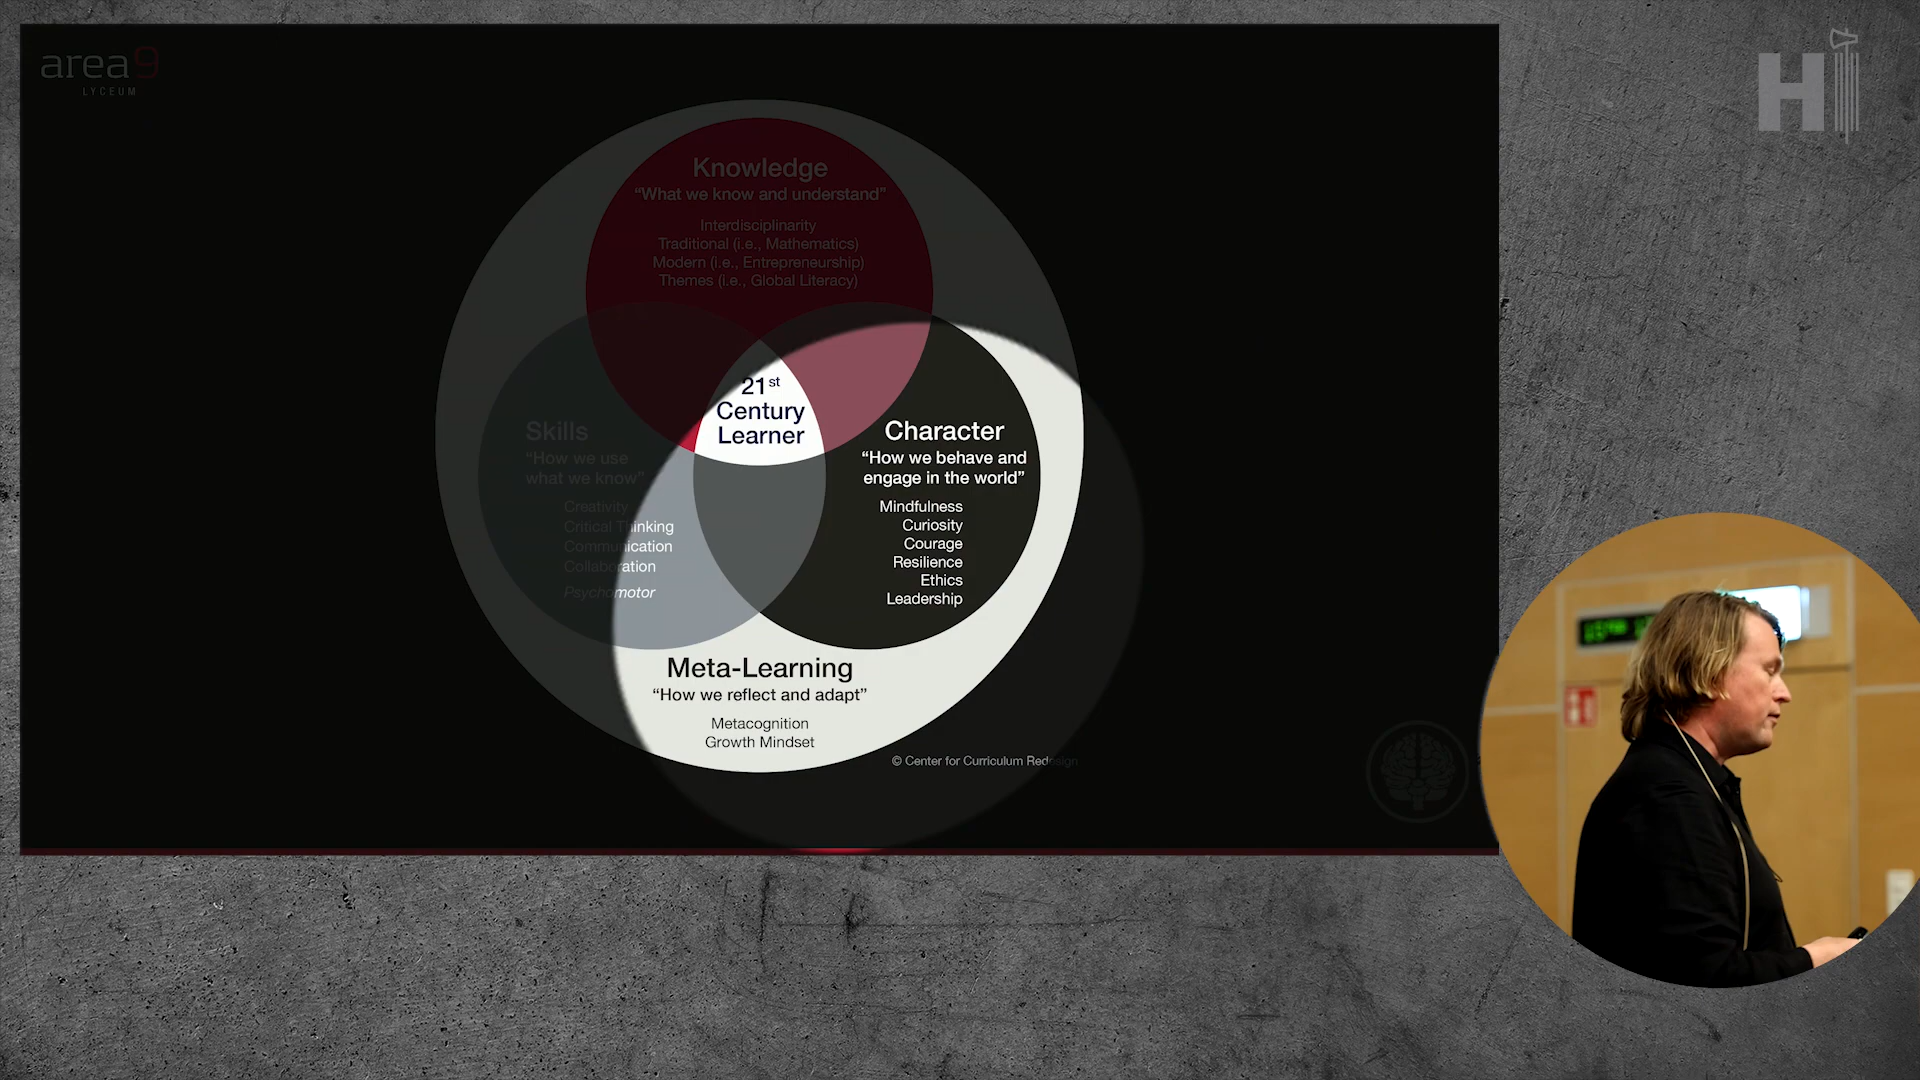 area9
LYCEUM
H
Knowledge
“What we know and understand”
Interdisciplinarity
Traditional (i.e., Mathematics)
Modern (i.e., Entrepreneurship)
Themes (i.e., Global Literacy)
21st
Century
Learner
Skills
“How we use
what we know”
Creativity
Critical Thinking
Communication
Collaboration
Psychomotor
Character
“How we behave and
engage in the world”
Mindfulness
Curiosity
Courage
Resilience
Ethics
Leadership
Meta-Learning
“How we reflect and adapt”
Metacognition
Growth Mindset
© Center for Curriculum Redesign